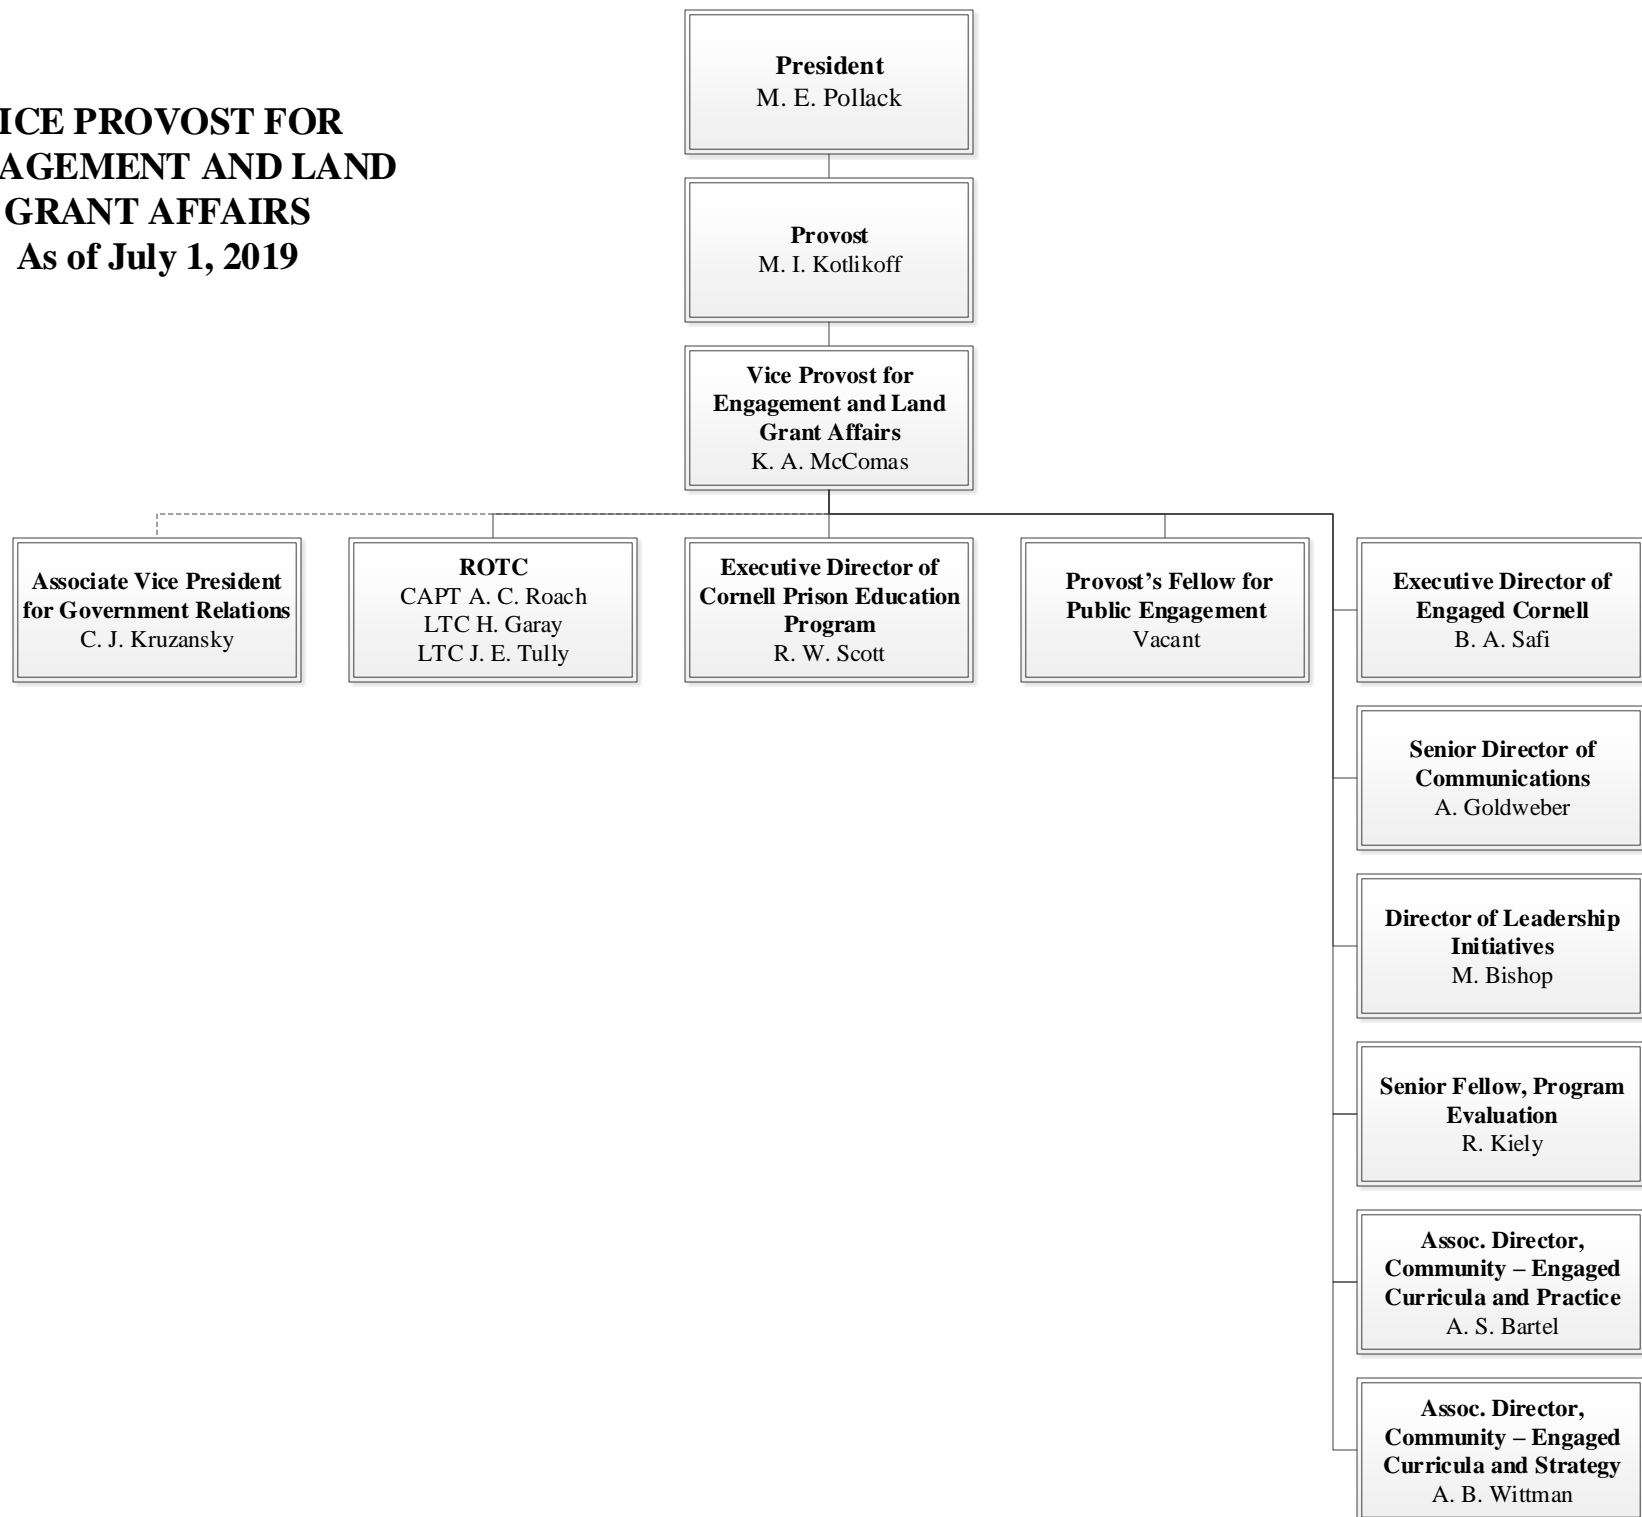 President
M. E. Pollack
ICE PROVOST FOR
AGEMENT AND LAND
GRANT AFFAIRS
As of July 1, 2019
Provost
M. I. Kotlikoff
Vice Provost for
Engagement and Land
Grant Affairs
K. A. McComas
Associate Vice President
for Government Relations
C. J. Kruzansky
ROTC
CAPT A. C. Roach
LTC H. Garay
LTC J. E. Tully
Executive Director of
Cornell Prison Education
Program
R. W. Scott
Provost’s Fellow for
Public Engagement
Vacant
Executive Director of
Engaged Cornell
B. A. Safi
Senior Director of
Communications
A. Goldweber
Director of Leadership
Initiatives
M. Bishop
Senior Fellow, Program
Evaluation
R. Kiely
Assoc. Director,
Community – Engaged
Curricula and Practice
A. S. Bartel
Assoc. Director,
Community – Engaged
Curricula and Strategy
A. B. Wittman